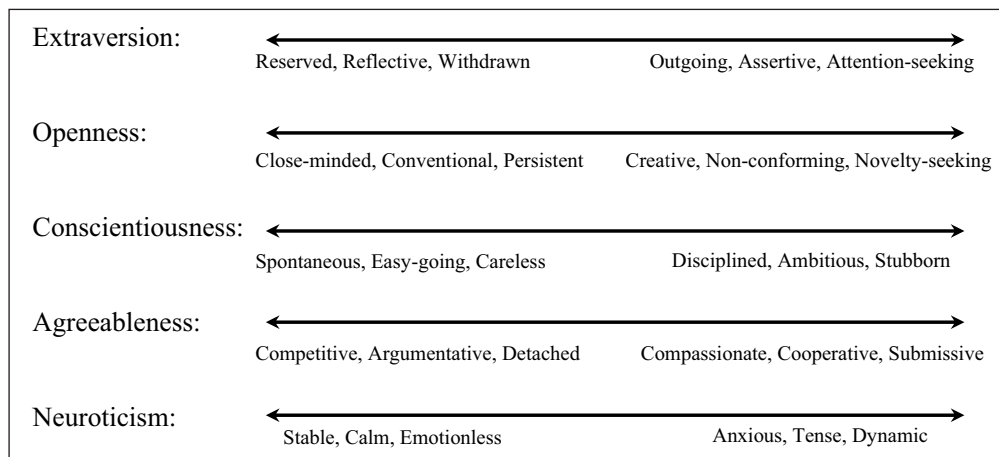 Extraversion:
Reserved, Reflective, Withdrawn
Outgoing, Assertive, Attention-seeking
Openness:
Close-minded, Conventional, Persistent
Creative, Non-conforming, Novelty-seeking
Conscientiousness:
Spontaneous, Easy-going, Careless
Disciplined, Ambitious, Stubborn
Agreeableness:
Competitive, Argumentative, Detached
Compassionate, Cooperative, Submissive
Neuroticism:
Stable, Calm, Emotionless
Anxious, Tense, Dynamic